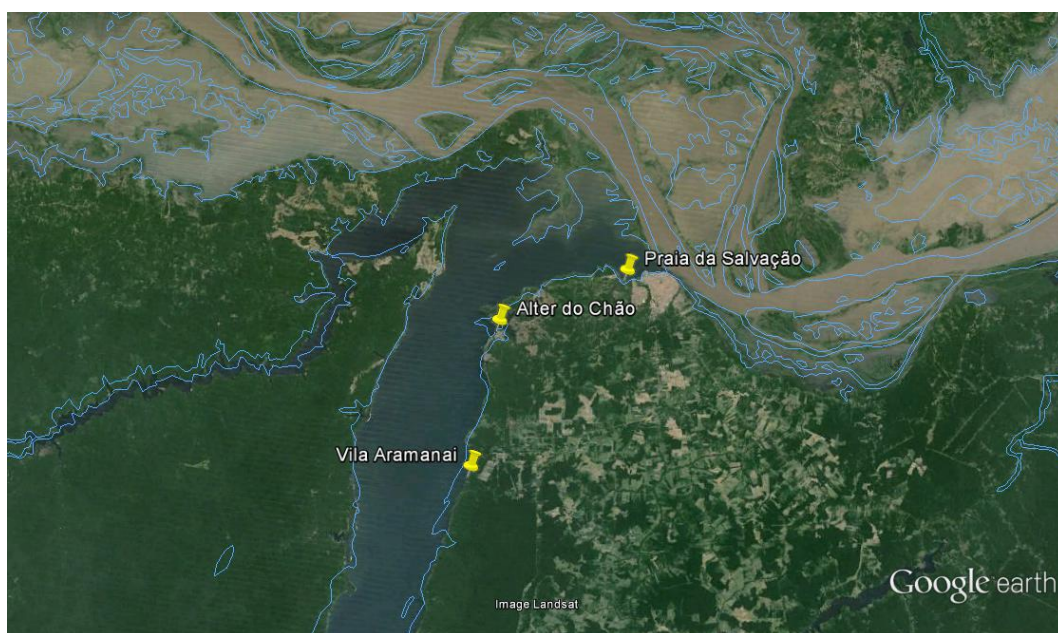 Praia da Salvação
Alter do Chão
Vila Aramanai
Google earth
Image Landsat